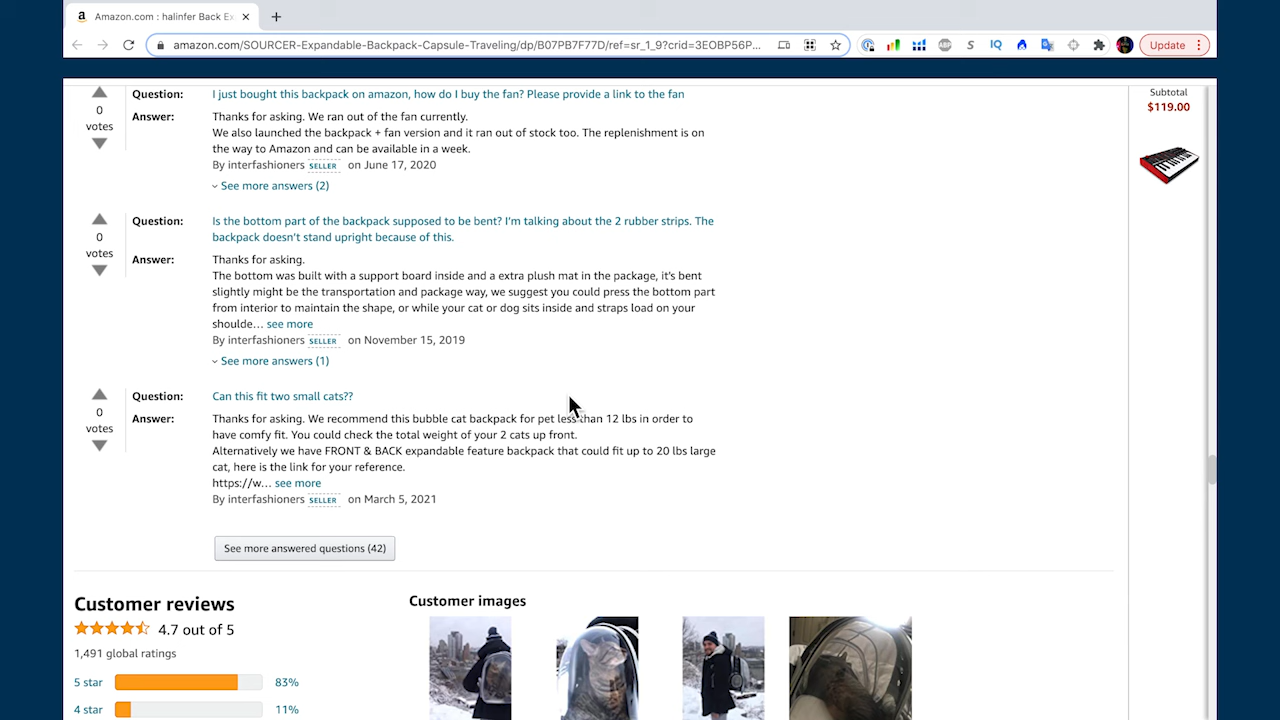 Amazon.com : halinfer Back Ex
amazon.com/SOURCER-Expandable-Backpack-Capsule-Traveling/dp/B07PB7F77D/ref=sr_1_9?crid=3EOBP56P...
Update
Subtotal
$119.00
0
votes
Question: I just bought this backpack on amazon, how do I buy the fan? Please provide a link to the fan
Answer: Thanks for asking. We ran out of the fan currently.
We also launched the backpack + fan version and it ran out of stock too. The replenishment is on
the way to Amazon and can be available in a week.
By interfashioners SELLER on June 17, 2020
See more answers (2)
0
votes
Question: Is the bottom part of the backpack supposed to be bent? I'm talking about the 2 rubber strips. The
backpack doesn't stand upright because of this.
Answer: Thanks for asking.
The bottom was built with a support board inside and a extra plush mat in the package, it's bent
slightly might be the transportation and package way, we suggest you could press the bottom part
from interior to maintain the shape, or while your cat or dog sits inside and straps load on your
shoulde... see more
By interfashioners SELLER on November 15, 2019
See more answers (1)
0
votes
Question: Can this fit two small cats??
Answer: Thanks for asking. We recommend this bubble cat backpack for pet less than 12 lbs in order to
have comfy fit. You could check the total weight of your 2 cats up front.
Alternatively we have FRONT & BACK expandable feature backpack that could fit up to 20 lbs large
cat, here is the link for your reference.
https://w... see more
By interfashioners SELLER on March 5, 2021
See more answered questions (42)
Customer reviews
4.7 out of 5
1,491 global ratings
5 star 83%
4 star 11%
Customer images